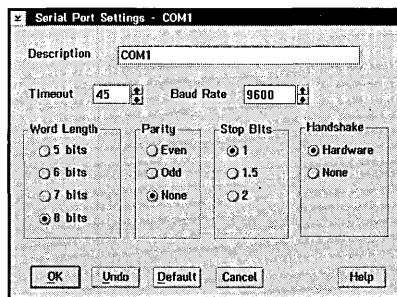 Serial Port Settings - COM1
Description COM1
Timeout 45 Baud Rate 9600
Word Length Parity Stop Bits Handshake
5 bits Even 1 Hardware
6 bits Odd 1.5 None
7 bits None 2
8 bits
OK Undo Default Cancel Help